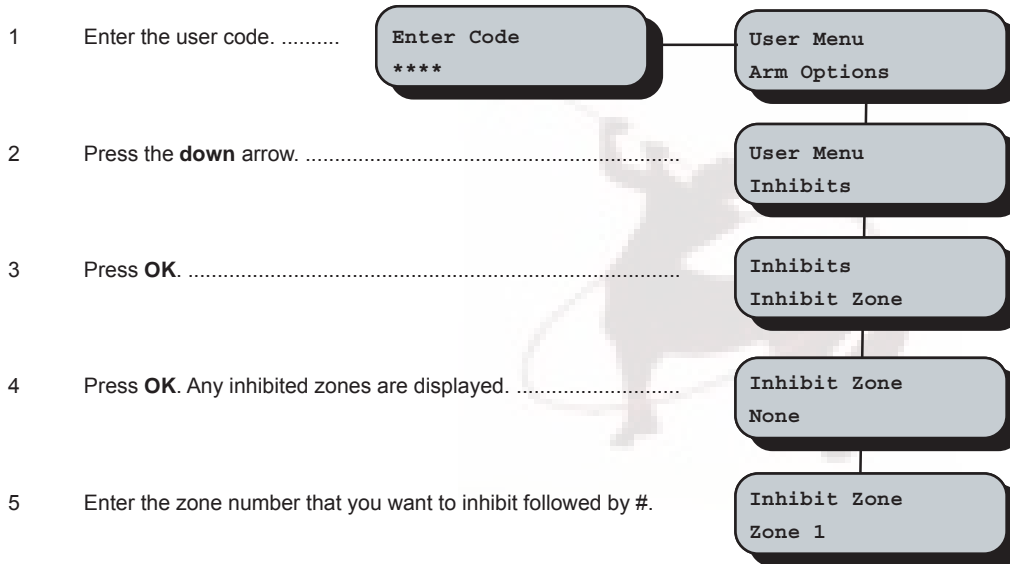 1 Enter the user code. .......... Enter Code User Menu
**** Arm Options
2 Press the down arrow. ................................................................ User Menu
Inhibits
3 Press OK. .................................................................................... Inhibits
Inhibit Zone
4 Press OK. Any inhibited zones are displayed. ............................ Inhibit Zone
None
5 Enter the zone number that you want to inhibit followed by #. Inhibit Zone
Zone 1